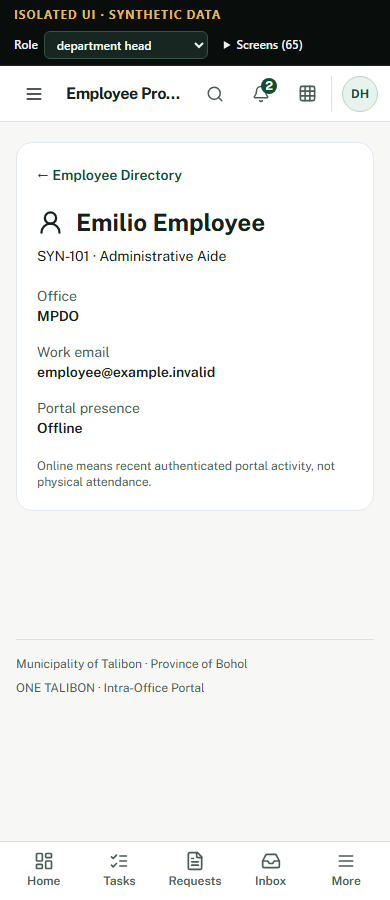 ISOLATED UI · SYNTHETIC DATA
Role department head ▶ Screens (65)
Employee Pro... 2 DH
← Employee Directory
Emilio Employee
SYN-101 · Administrative Aide
Office
MPDO
Work email
employee@example.invalid
Portal presence
Offline
Online means recent authenticated portal activity, not
physical attendance.
Municipality of Talibon · Province of Bohol
ONE TALIBON · Intra-Office Portal
Home Tasks Requests Inbox More